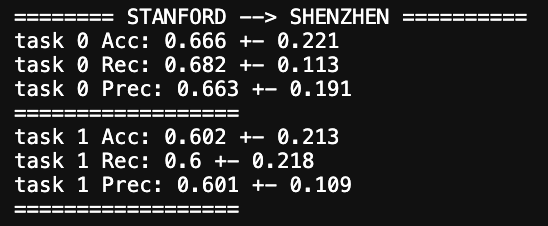 ======== STANFORD --> SHENZHEN ==========
task 0 Acc: 0.666 +- 0.221
task 0 Rec: 0.682 +- 0.113
task 0 Prec: 0.663 +- 0.191
==================
task 1 Acc: 0.602 +- 0.213
task 1 Rec: 0.6 +- 0.218
task 1 Prec: 0.601 +- 0.109
==================